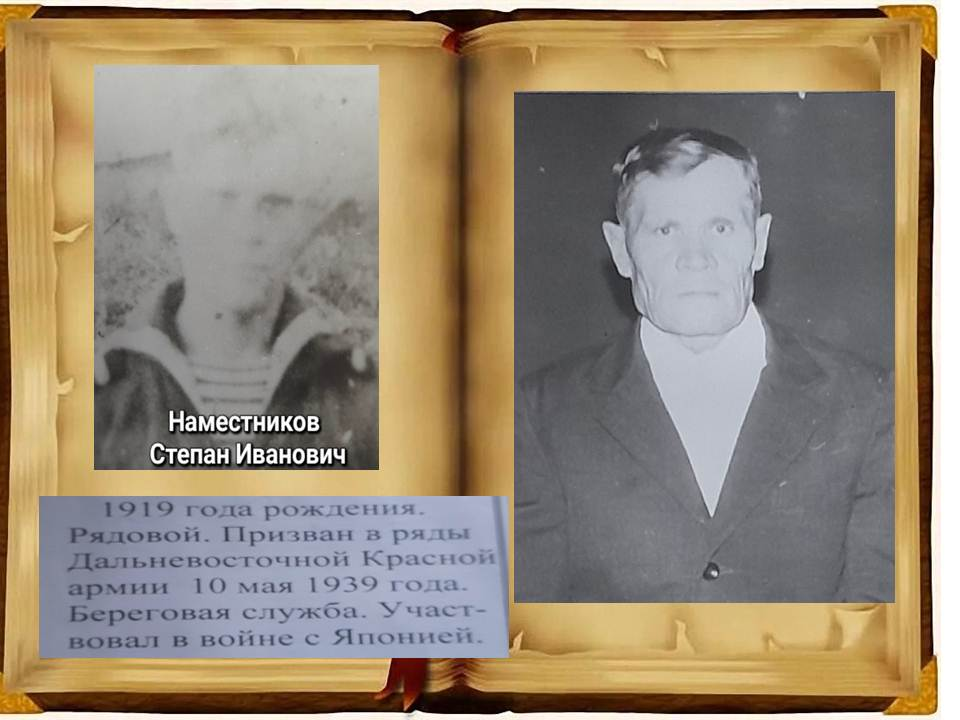 Наместников
Степан Иванович
1919 года рождения.
Рядовой. Призван в ряды
Дальневосточной Красной
армии 10 мая 1939 года.
Береговая служба. Участ-
вовал в войне с Японией.